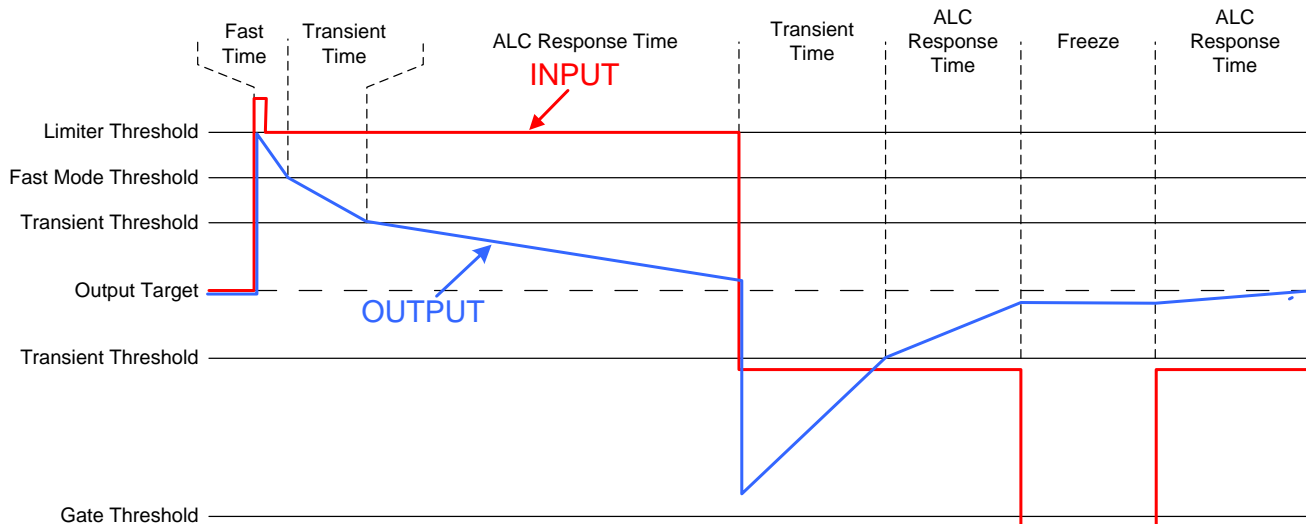 Fast
Time
Transient
Time
ALC Response Time
Transient
Time
ALC
Response
Time
Freeze
ALC
Response
Time
INPUT
Limiter Threshold
Fast Mode Threshold
Transient Threshold
Output Target
OUTPUT
Transient Threshold
Gate Threshold